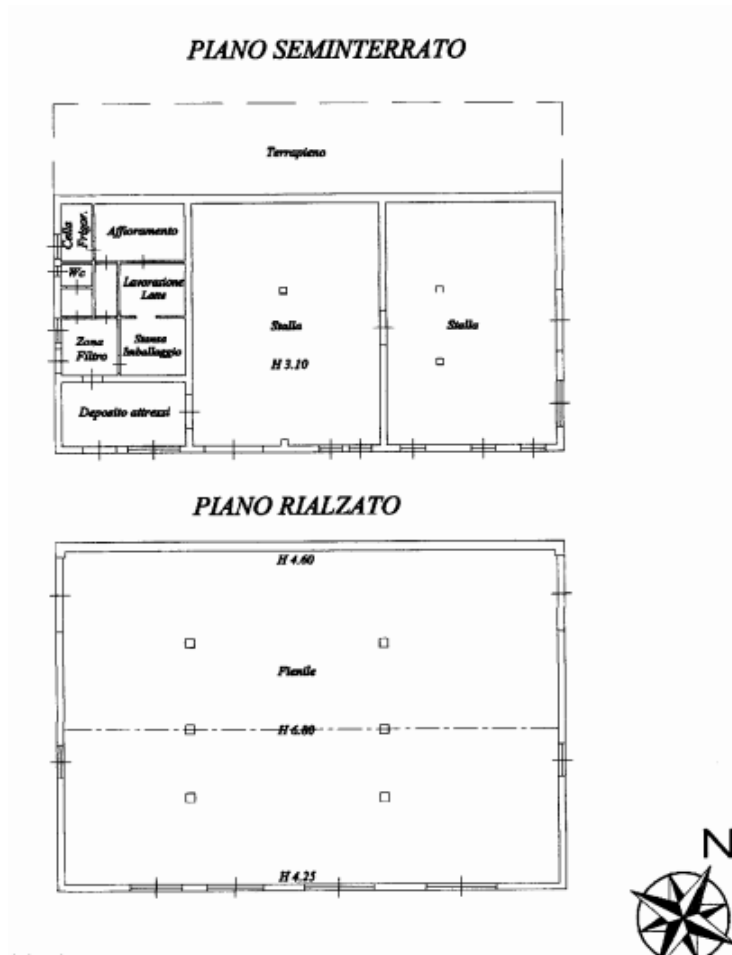 PIANO SEMINTERRATO
Terrapieno
Cella
Frigor.
Affioramento
Wc
Lavorazione
Latte
Stalla
Stalla
Zona
Filtro
Stanza
Imballaggio
H 3.10
Deposito attrezzi
PIANO RIALZATO
H 4.60
Fienile
H 6.80
H 4.25
N